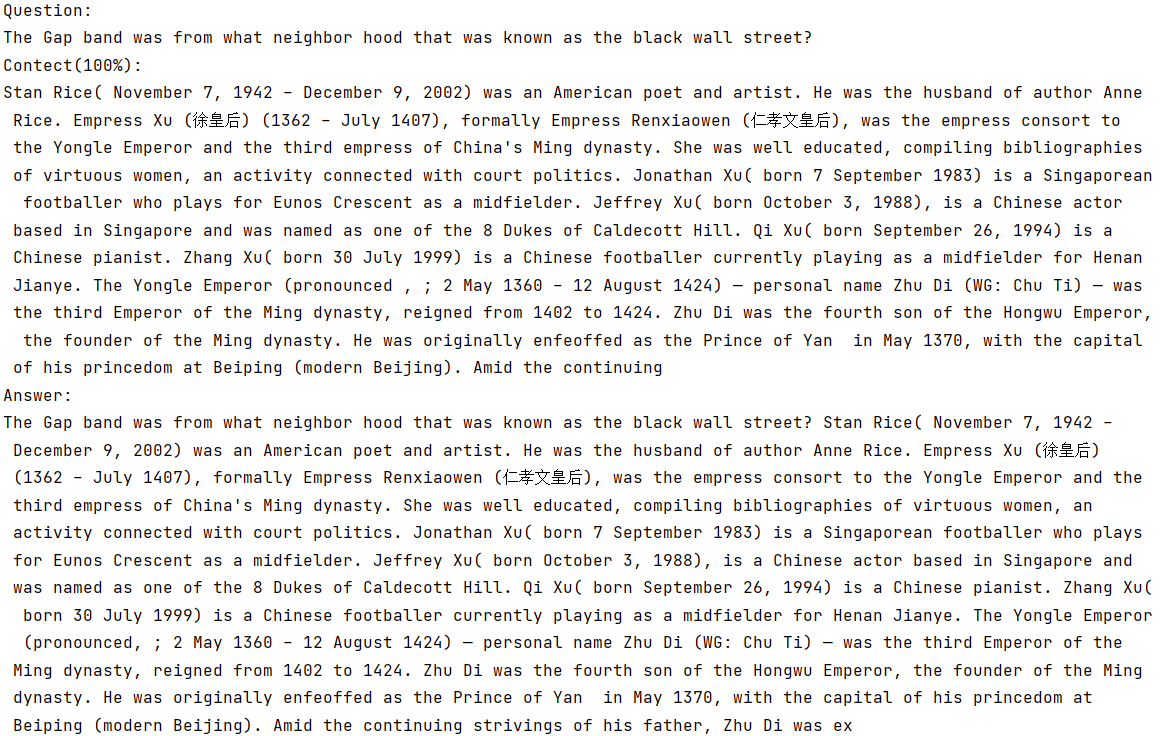 Question:
The Gap band was from what neighbor hood that was known as the black wall street?
Contect(100%):
Stan Rice( November 7, 1942 – December 9, 2002) was an American poet and artist. He was the husband of author Anne
Rice. Empress Xu (徐皇后) (1362 – July 1407), formally Empress Renxiaowen (仁孝文皇后), was the empress consort to
the Yongle Emperor and the third empress of China's Ming dynasty. She was well educated, compiling bibliographies
of virtuous women, an activity connected with court politics. Jonathan Xu( born 7 September 1983) is a Singaporean
footballer who plays for Eunos Crescent as a midfielder. Jeffrey Xu( born October 3, 1988), is a Chinese actor
based in Singapore and was named as one of the 8 Dukes of Caldecott Hill. Qi Xu( born September 26, 1994) is a
Chinese pianist. Zhang Xu( born 30 July 1999) is a Chinese footballer currently playing as a midfielder for Henan
Jianye. The Yongle Emperor (pronounced , ; 2 May 1360 – 12 August 1424) — personal name Zhu Di (WG: Chu Ti) — was
the third Emperor of the Ming dynasty, reigned from 1402 to 1424. Zhu Di was the fourth son of the Hongwu Emperor,
the founder of the Ming dynasty. He was originally enfeoffed as the Prince of Yan  in May 1370, with the capital
of his princedom at Beiping (modern Beijing). Amid the continuing
Answer:
The Gap band was from what neighbor hood that was known as the black wall street? Stan Rice( November 7, 1942 –
December 9, 2002) was an American poet and artist. He was the husband of author Anne Rice. Empress Xu (徐皇后)
(1362 – July 1407), formally Empress Renxiaowen (仁孝文皇后), was the empress consort to the Yongle Emperor and the
third empress of China's Ming dynasty. She was well educated, compiling bibliographies of virtuous women, an
activity connected with court politics. Jonathan Xu( born 7 September 1983) is a Singaporean footballer who plays
for Eunos Crescent as a midfielder. Jeffrey Xu( born October 3, 1988), is a Chinese actor based in Singapore and
was named as one of the 8 Dukes of Caldecott Hill. Qi Xu( born September 26, 1994) is a Chinese pianist. Zhang Xu(
born 30 July 1999) is a Chinese footballer currently playing as a midfielder for Henan Jianye. The Yongle Emperor
(pronounced, ; 2 May 1360 – 12 August 1424) — personal name Zhu Di (WG: Chu Ti) — was the third Emperor of the
Ming dynasty, reigned from 1402 to 1424. Zhu Di was the fourth son of the Hongwu Emperor, the founder of the Ming
dynasty. He was originally enfeoffed as the Prince of Yan  in May 1370, with the capital of his princedom at
Beiping (modern Beijing). Amid the continuing strivings of his father, Zhu Di was ex